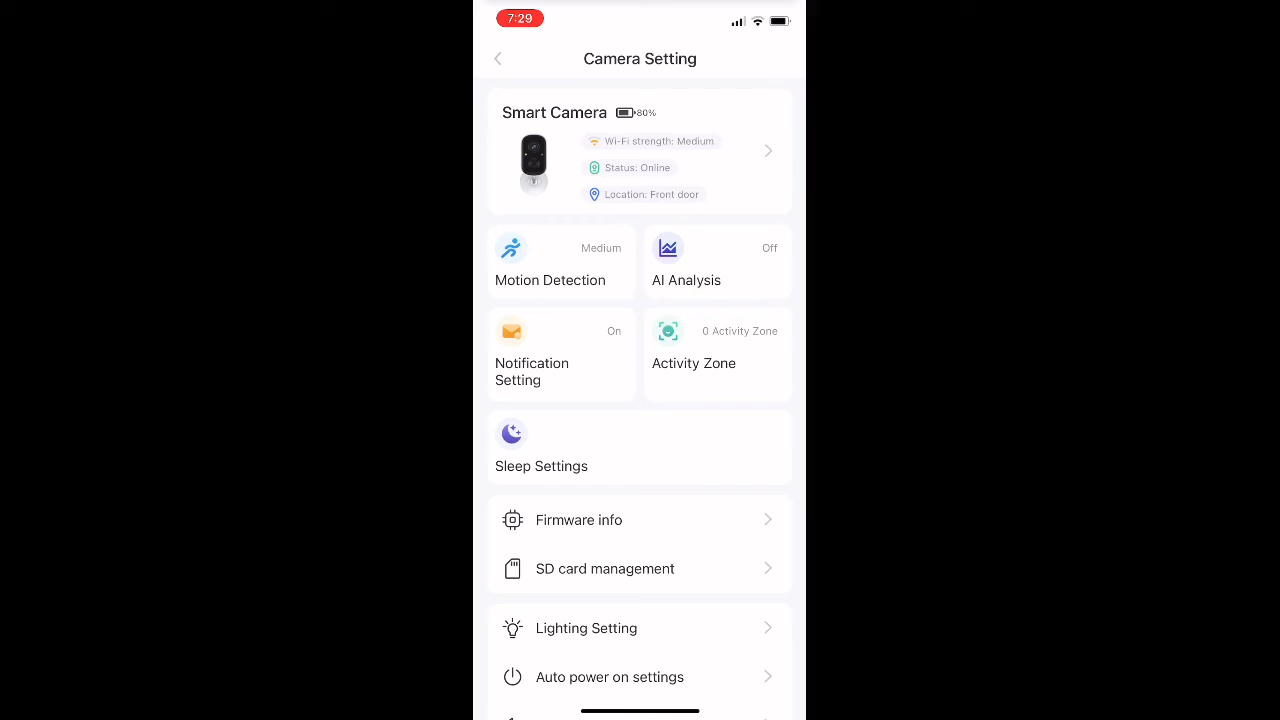 7:29
Camera Setting
Smart Camera 80%
Wi-Fi strength: Medium
Status: Online
Location: Front door
Medium
Motion Detection
Off
AI Analysis
On
Notification
Setting
0 Activity Zone
Activity Zone
Sleep Settings
Firmware info
SD card management
Lighting Setting
Auto power on settings